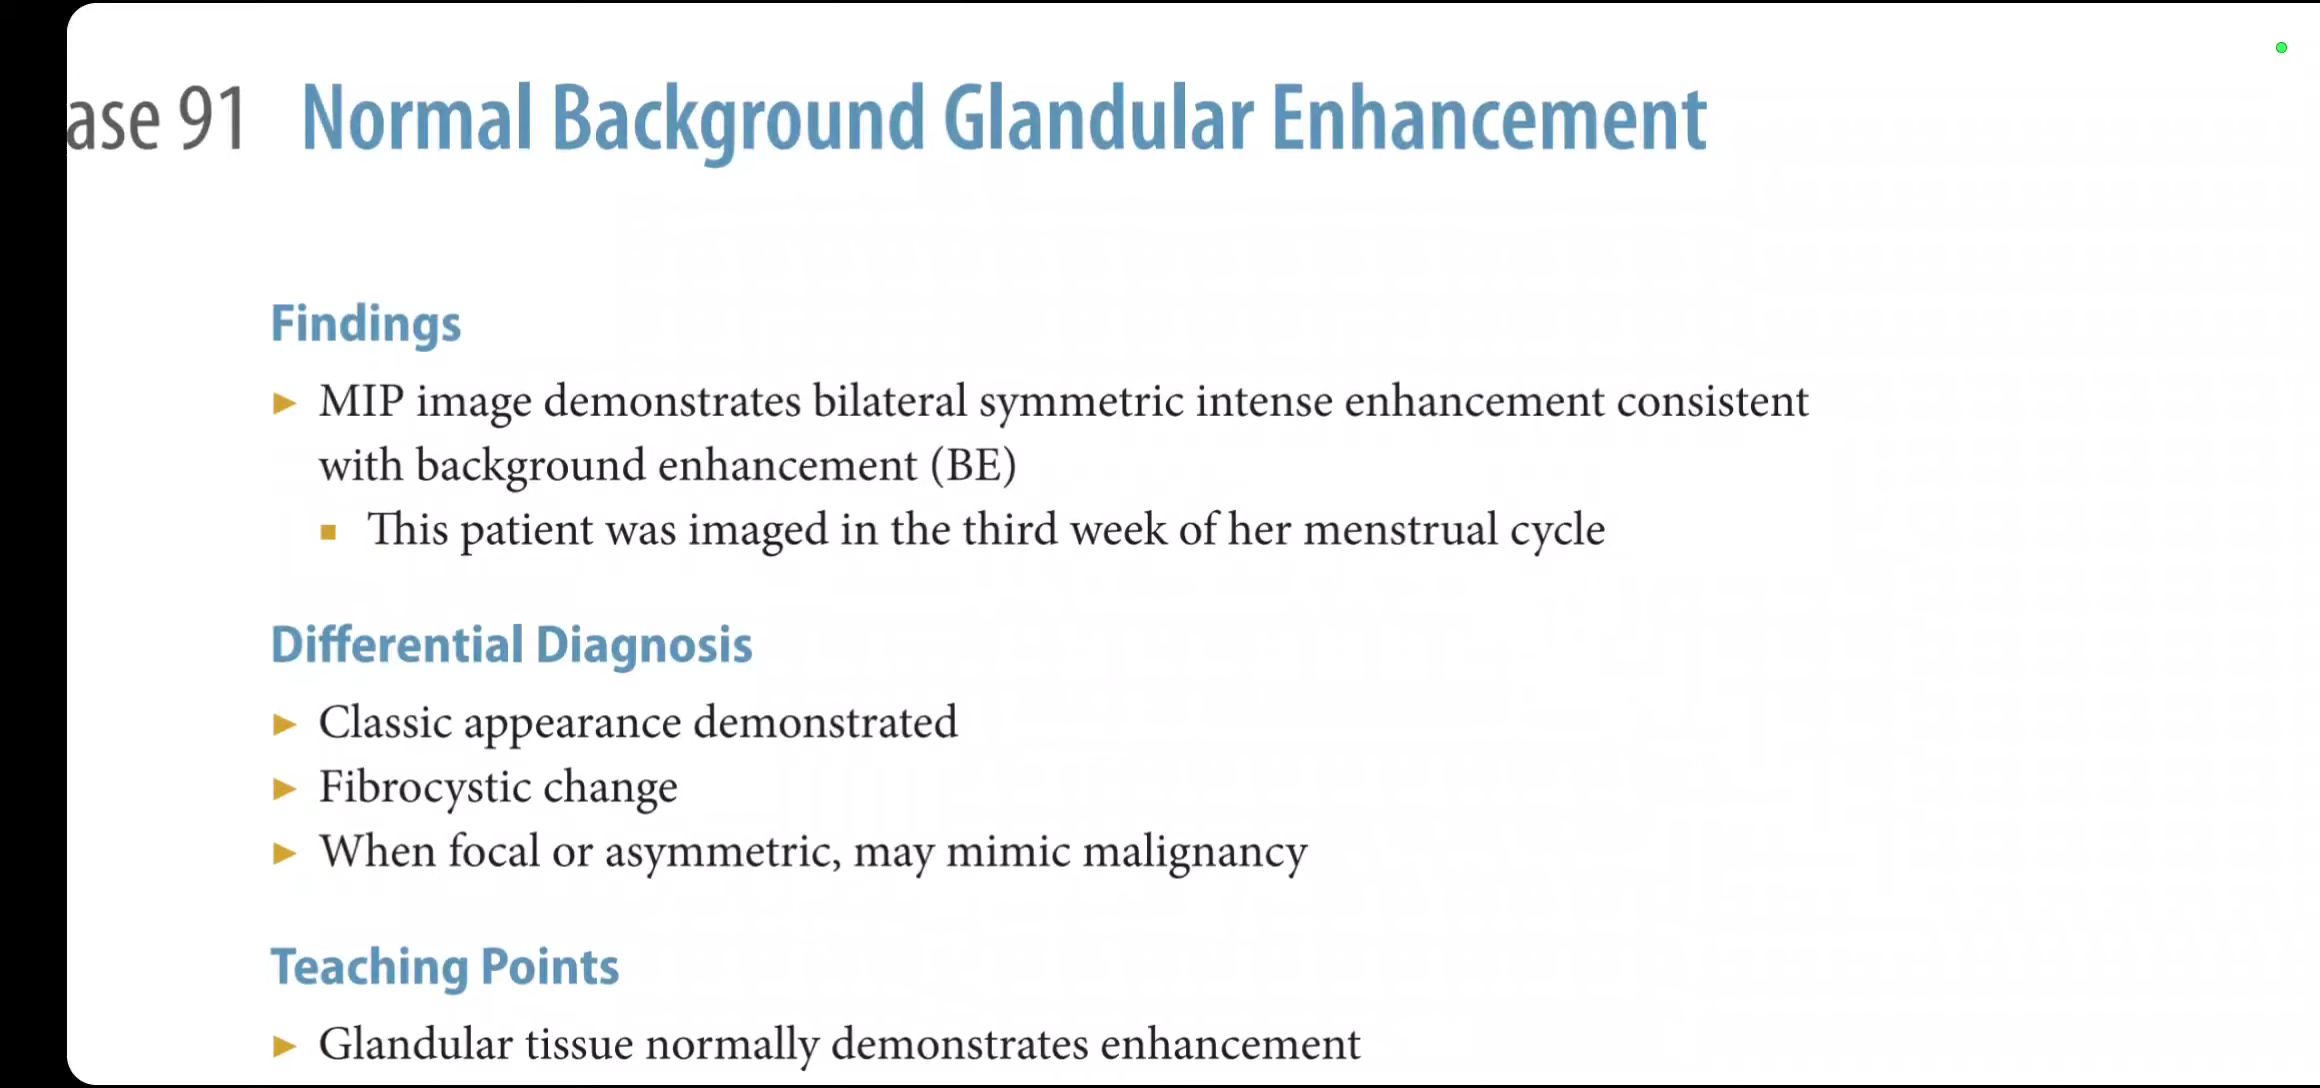 ase 91 Normal Background Glandular Enhancement
Findings
► MIP image demonstrates bilateral symmetric intense enhancement consistent
with background enhancement (BE)
■ This patient was imaged in the third week of her menstrual cycle
Differential Diagnosis
► Classic appearance demonstrated
► Fibrocystic change
► When focal or asymmetric, may mimic malignancy
Teaching Points
► Glandular tissue normally demonstrates enhancement